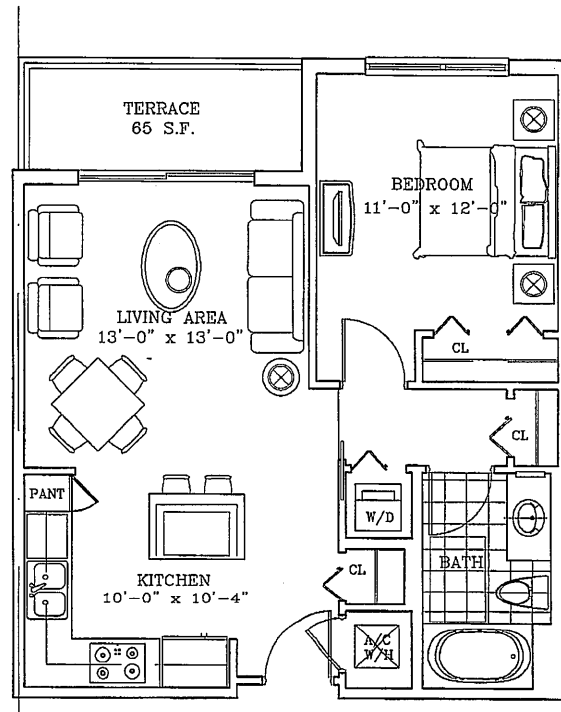 TERRACE
65 S.F.
BEDROOM
11'-0" x 12'-0"
LIVING AREA
13'-0" x 13'-0"
CL
CL
PANT
W/D
BATH
CL
KITCHEN
10'-0" x 10'-4"
A/C
W/H